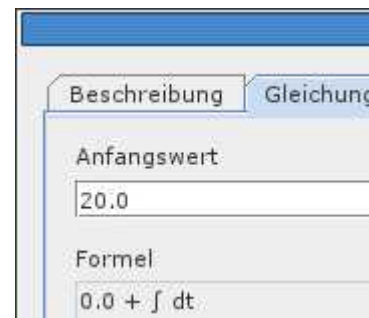 Beschreibung Gleichung
Anfangswert
20.0
Formel
0.0 + ∫ dt